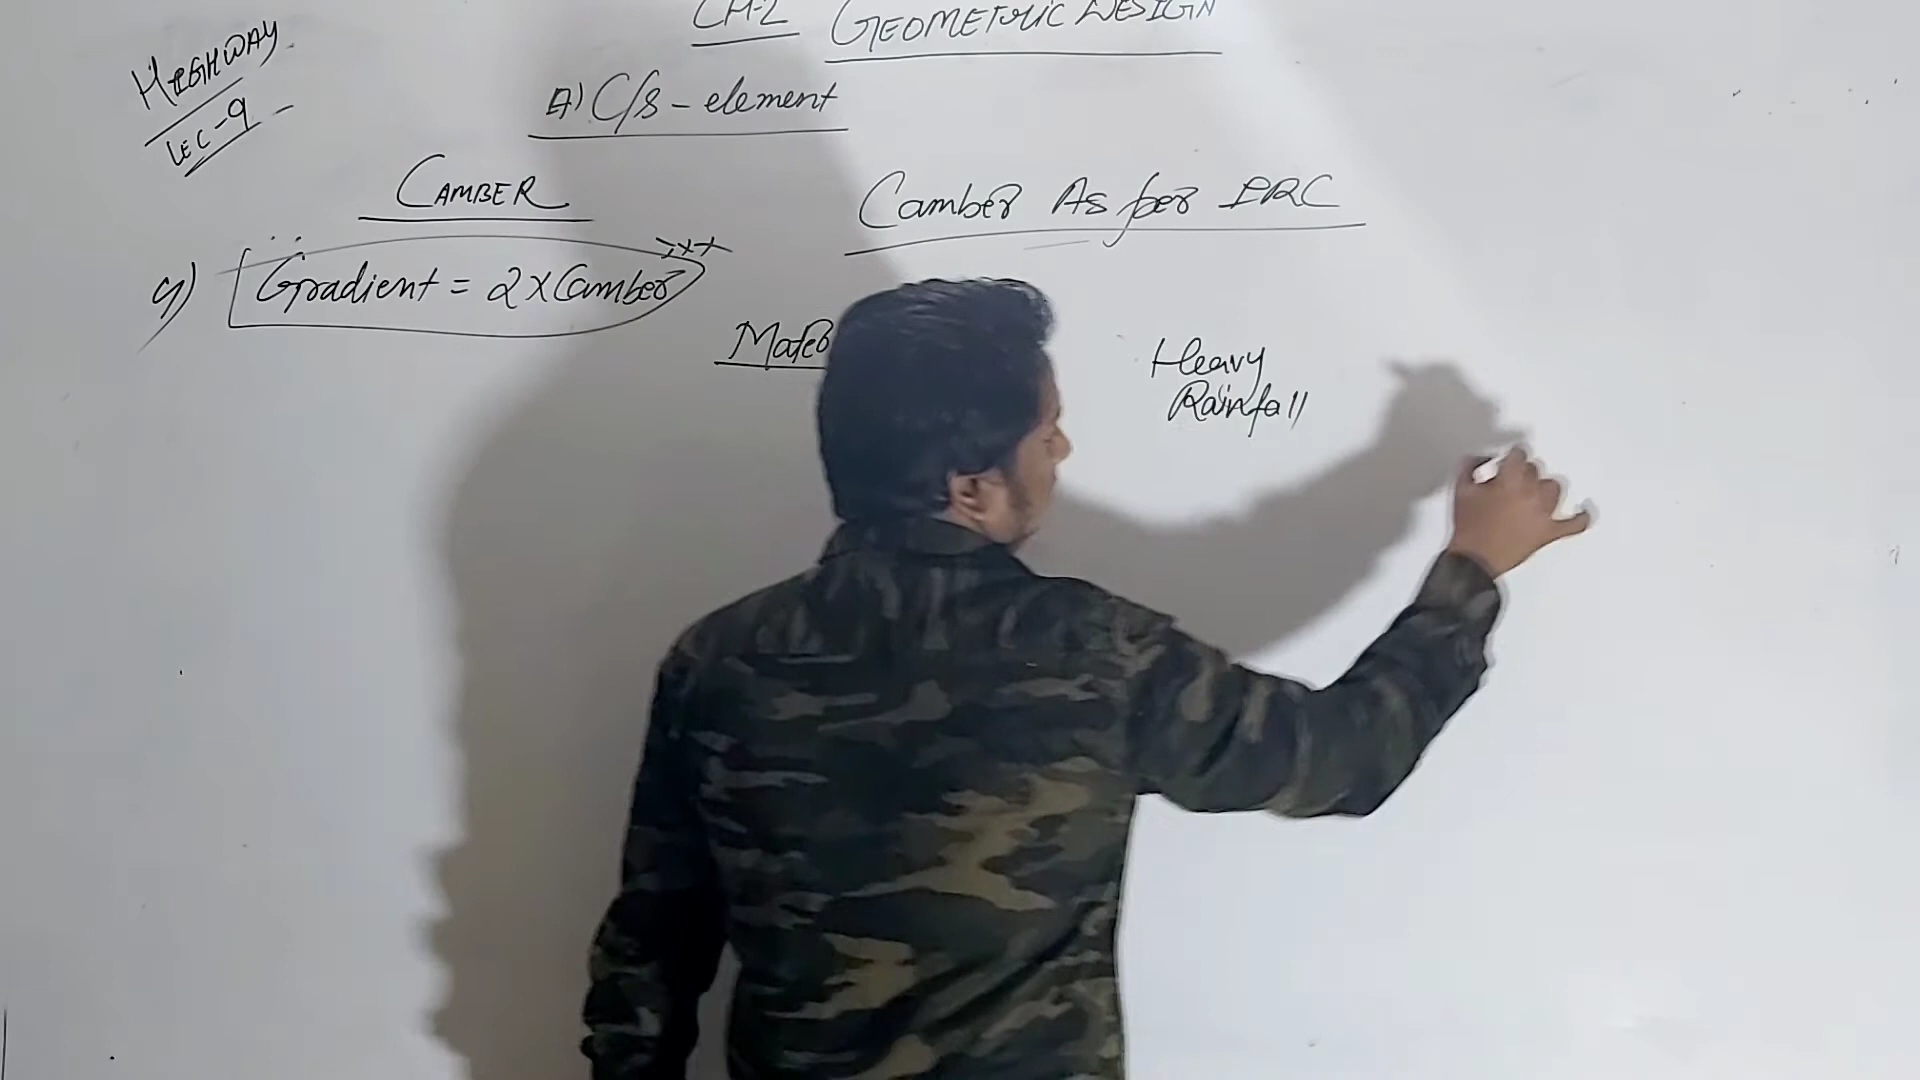 CH-2 GEOMETRIC DESIGN
HIGHWAY
LEC-9
A) C/S - element
CAMBER
Camber As per IRC
Gradient = 2 x Camber
Heavy
Rainfall